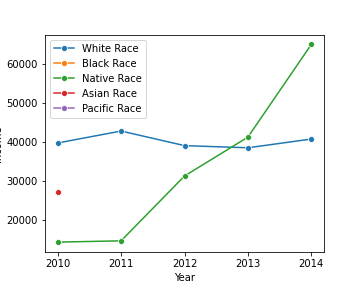 White Race
Black Race
Native Race
Asian Race
Pacific Race
60000
50000
40000
30000
20000
2010
2011
2012
2013
2014
Year